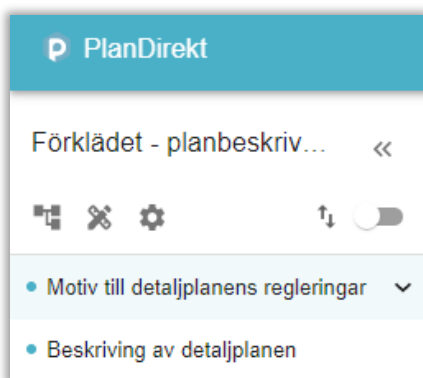 PlanDirekt
Förklädet - planbeskriv...
Motiv till detaljplanens regleringar
Beskriving av detaljplanen